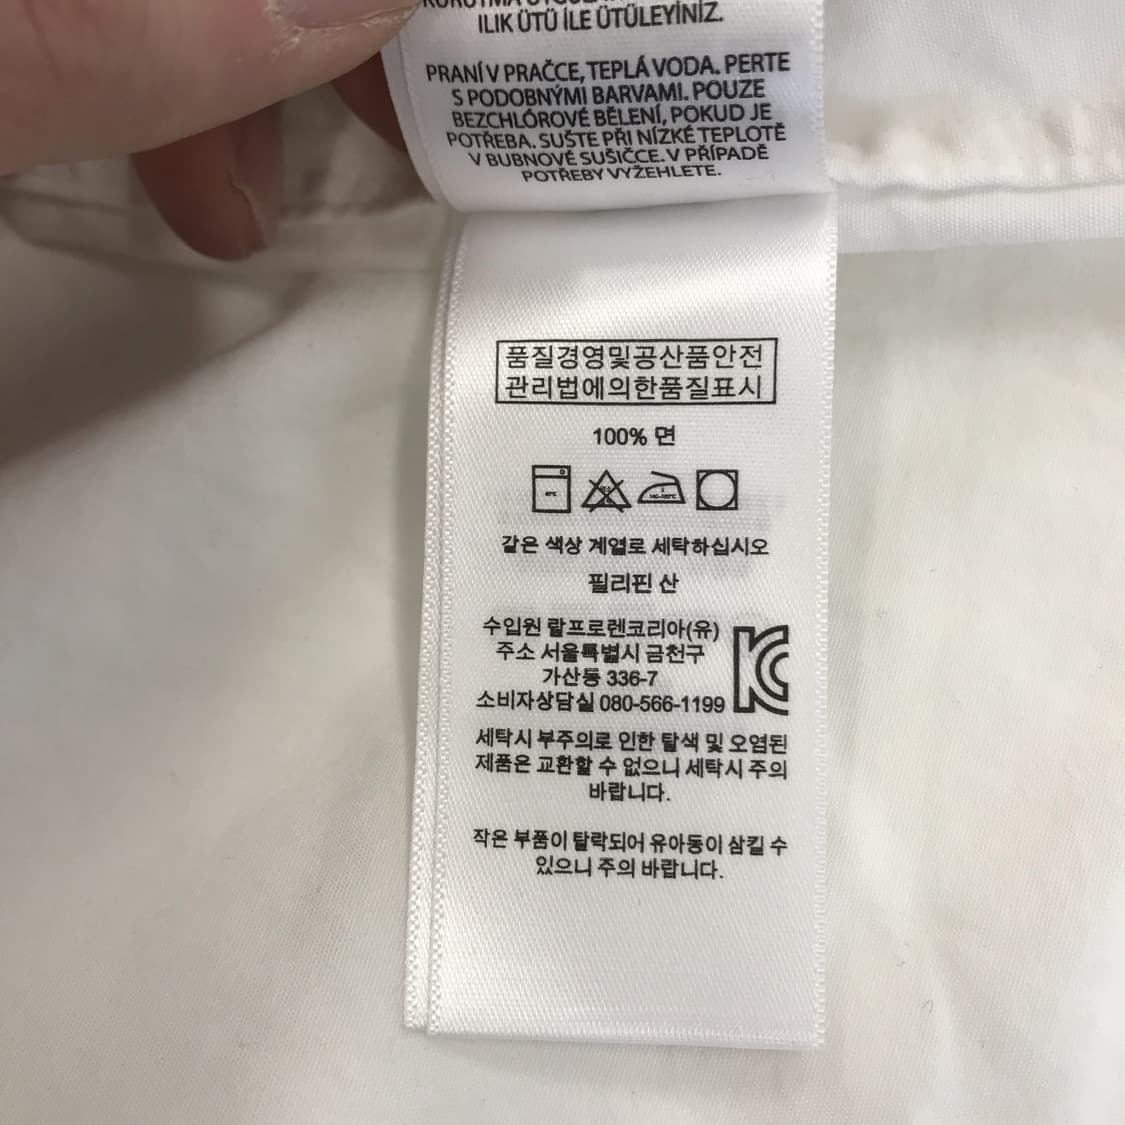 ILIK ÜTÜ İLE ÜTÜLEYİNİZ.
PRANÍ V PRAČCE, TEPLÁ VODA. PERTE
S PODOBNÝMI BARVAMI. POUZE
BEZCHLÓROVÉ BĚLENÍ, POKUD JE
POTŘEBA. SUŠTE PŘI NÍZKÉ TEPLOTĚ
V BUBNOVÉ SUŠIČCE. V PŘÍPADĚ
POTŘEBY VYŽEHLETE.
품질경영및공산품안전
관리법에의한품질표시
100% 면
같은 색상 계열로 세탁하십시오
필리핀 산
수입원 랄프로렌코리아(유)
주소 서울특별시 금천구
가산동 336-7
소비자상담실 080-566-1199
세탁시 부주의로 인한 탈색 및 오염된
제품은 교환할 수 없으니 세탁시 주의
바랍니다.
작은 부품이 탈락되어 유아동이 삼킬 수
있으니 주의 바랍니다.